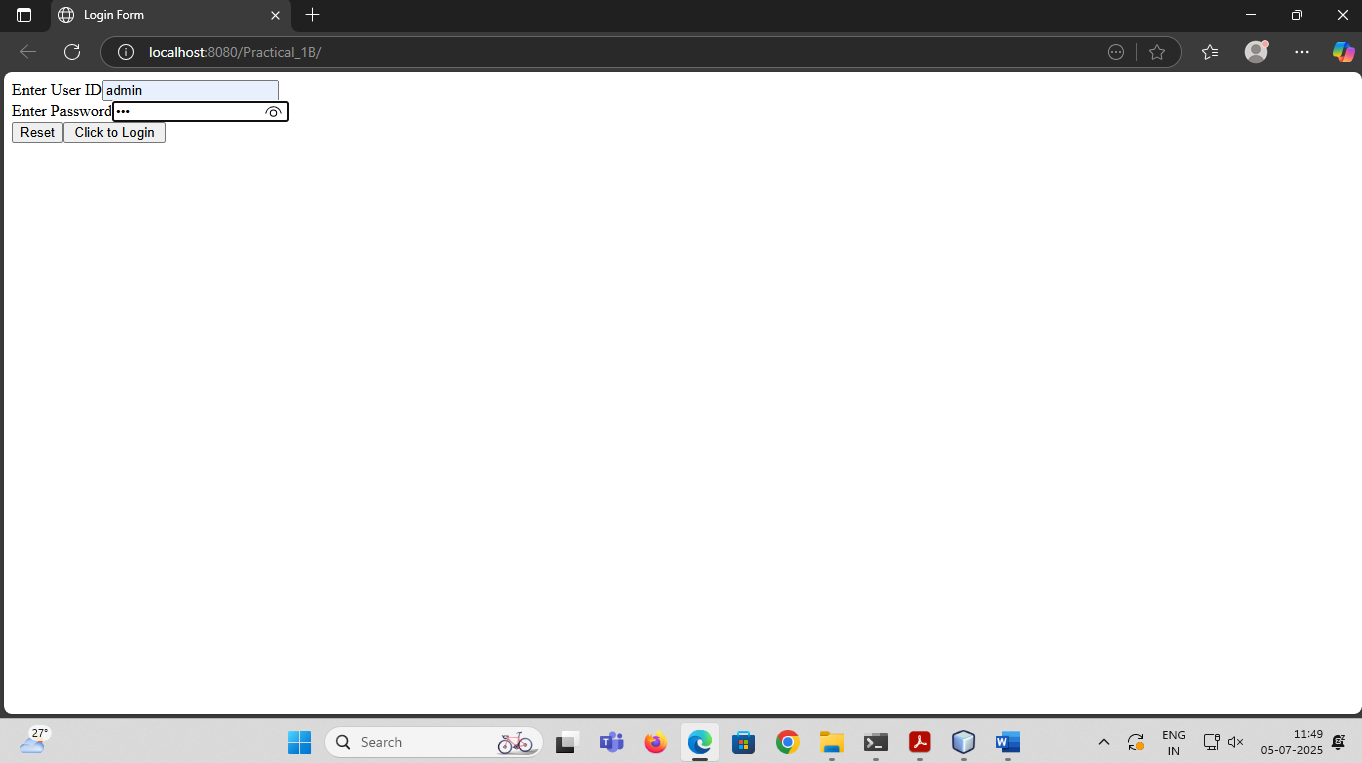 Login Form
localhost:8080/Practical_1B/
Enter User ID admin
Enter Password •••
Reset Click to Login
27°
Search
ENG
IN
11:49
05-07-2025